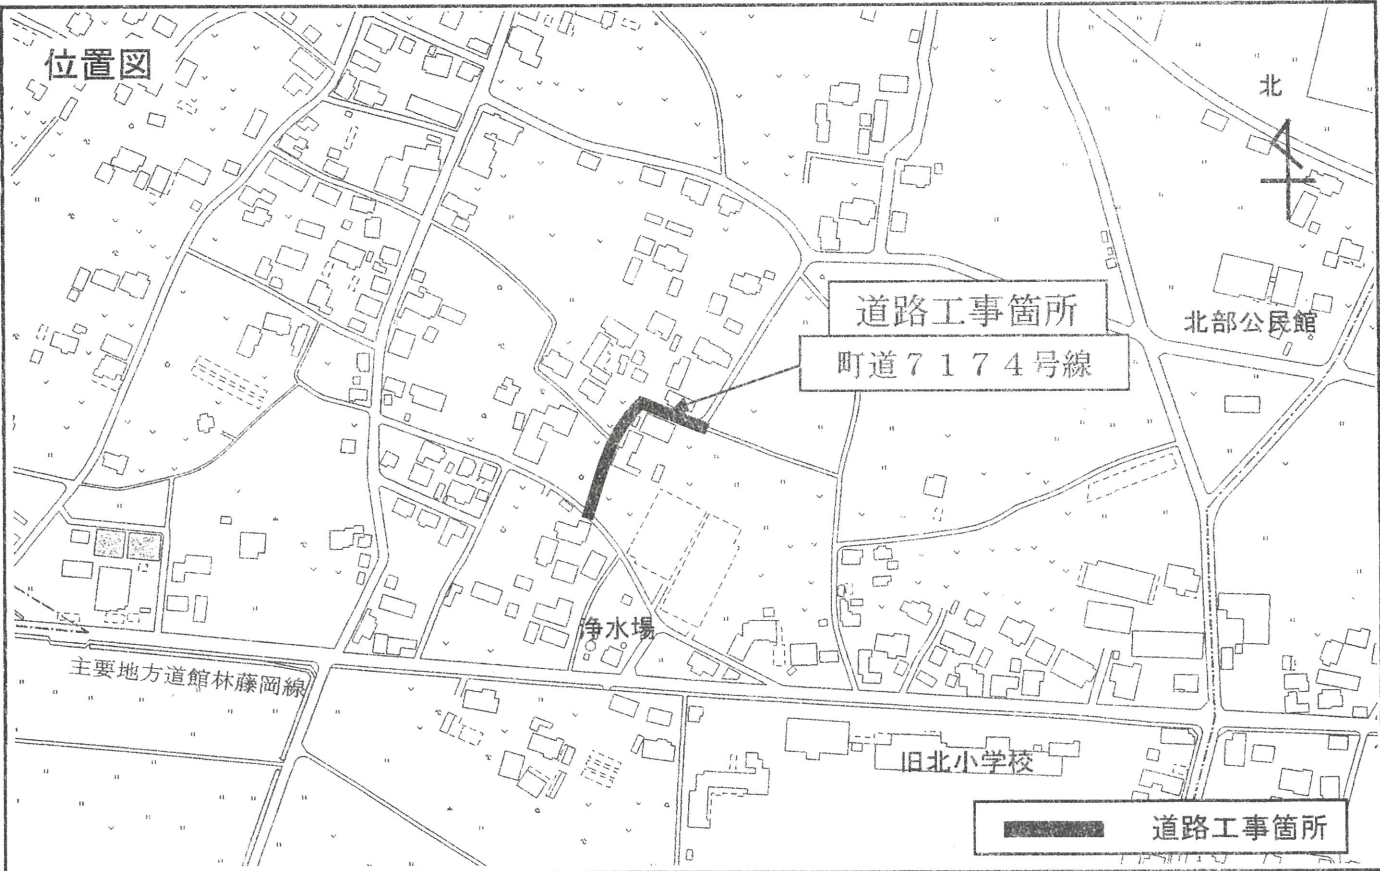 位置図
北
道路工事箇所
北部公民館
町道7174号線
浄水場
主要地方道館林藤岡線
旧北小学校
道路工事箇所